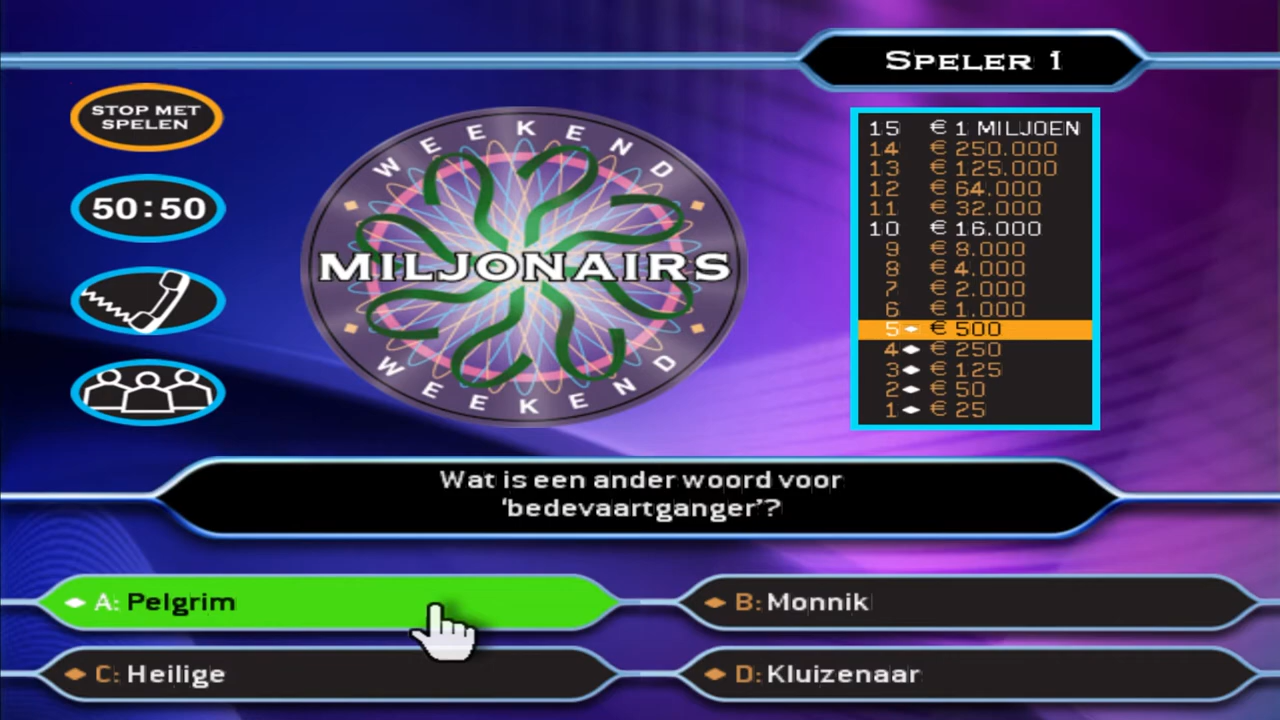 SPELER 1
STOP MET
SPELEN
50:50
WEEKEND
MILJONAIRS
WEEKEND
15 € 1 MILJOEN
14 € 250.000
13 € 125.000
12 € 64.000
11 € 32.000
10 € 16.000
9 € 8.000
8 € 4.000
7 € 2.000
6 € 1.000
5 € 500
4 € 250
3 € 125
2 € 50
1 € 25
Wat is een ander woord voor
‘bedevaartganger’?
A: Pelgrim
B: Monnik
C: Heilige
D: Kluizenaar